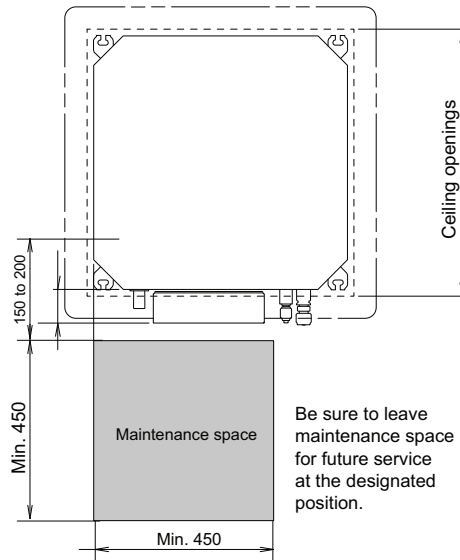 Ceiling openings
150 to 200
Min. 450
Maintenance space
Be sure to leave
maintenance space
for future service
at the designated
position.
Min. 450